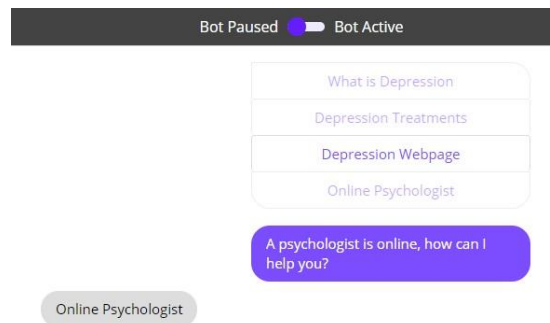 Bot Paused Bot Active
What is Depression
Depression Treatments
Depression Webpage
Online Psychologist
A psychologist is online, how can I
help you?
Online Psychologist